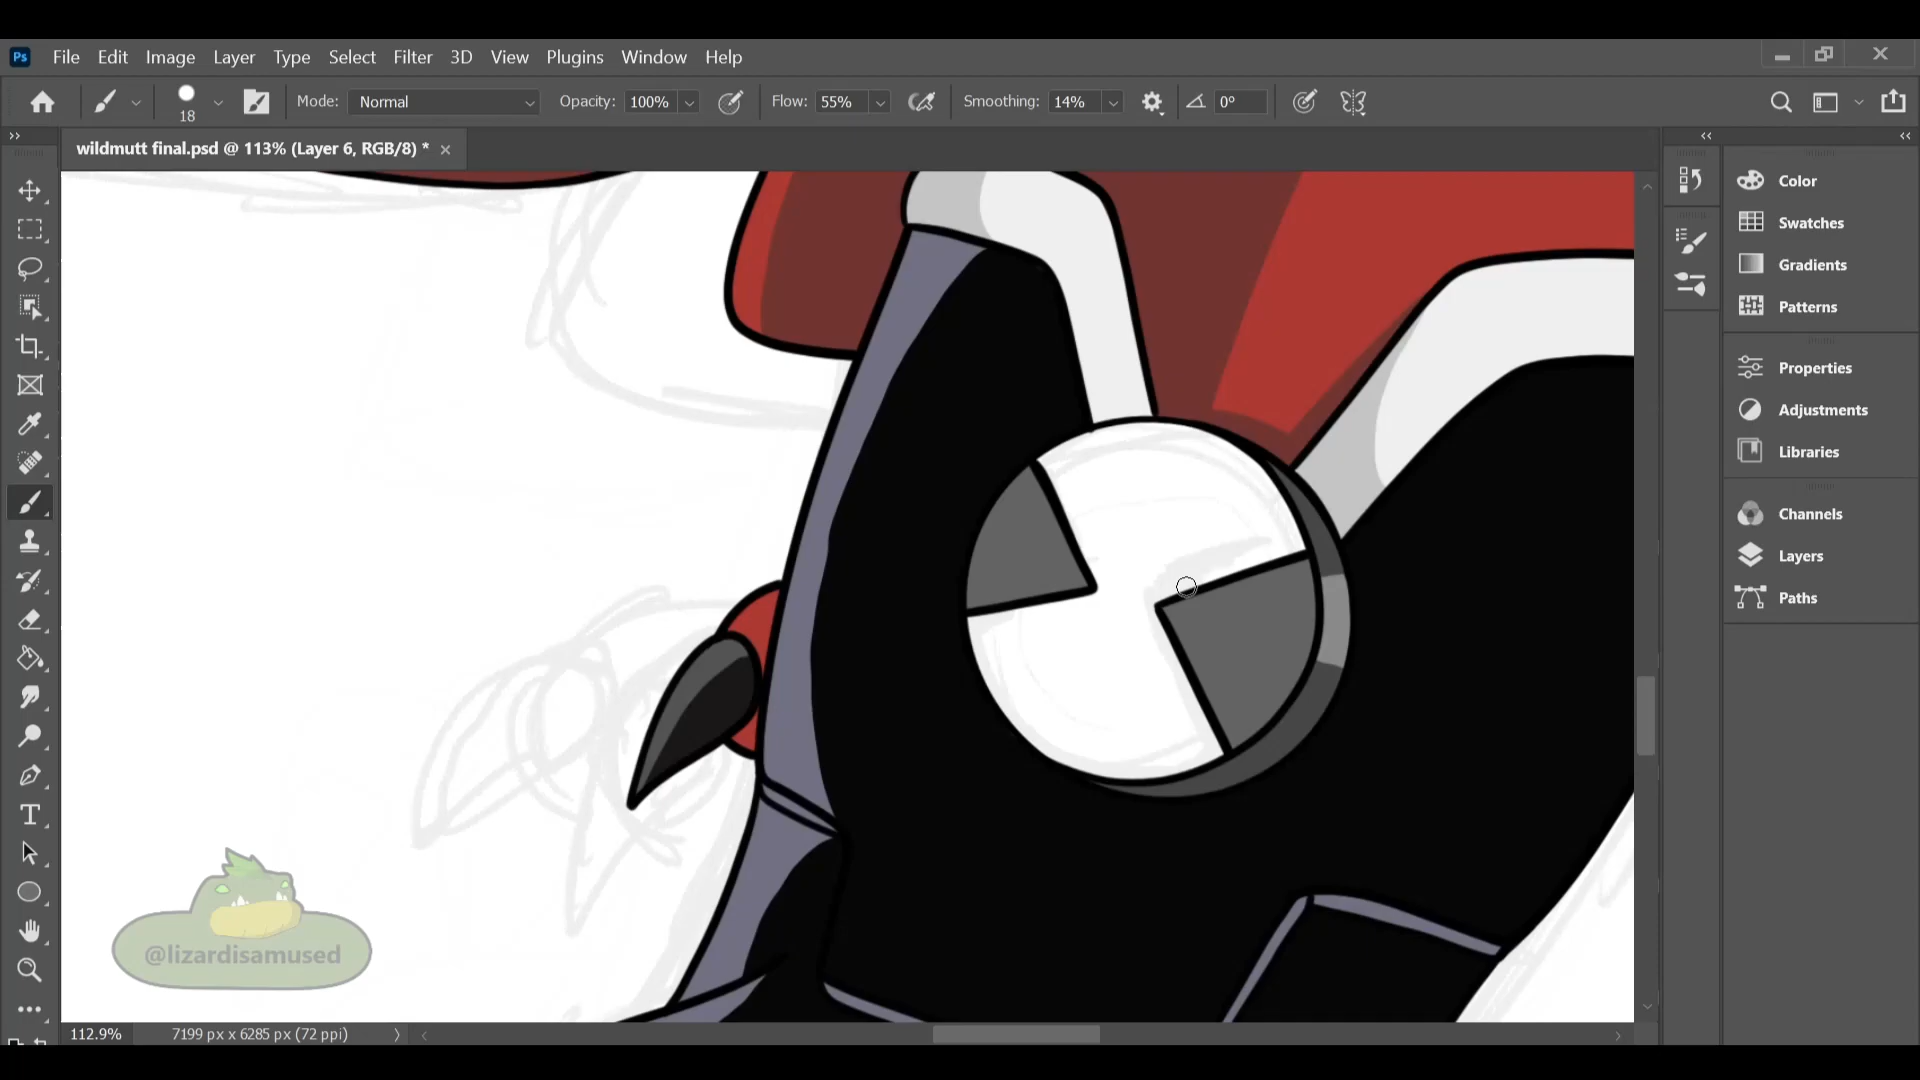 Ps File Edit Image Layer Type Select Filter 3D View Plugins Window Help
18 Mode: Normal Opacity: 100% Flow: 55% Smoothing: 14% 0°
wildmutt final.psd @ 113% (Layer 6, RGB/8) *
Color
Swatches
Gradients
Patterns
Properties
Adjustments
Libraries
Channels
Layers
Paths
@lizardisamused
112.9% 7199 px x 6285 px (72 ppi)